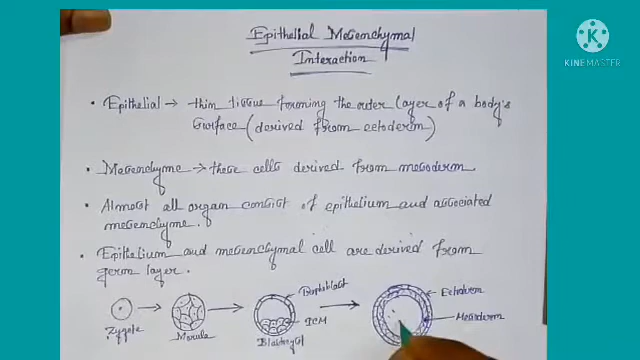 Epithelial Mesenchymal
Interaction
KINEMASTER
• Epithelial → thin tissue forming the outer layer of a body's
surface (derived from ectoderm)
• Mesenchyme → these cells derived from mesoderm.
• Almost all organ consist of epithelium and associated
mesenchyme.
• Epithelium and mesenchymal cell are derived from
germ layer.
Zygote
Morula
ICM
Ectoderm
Mesoderm